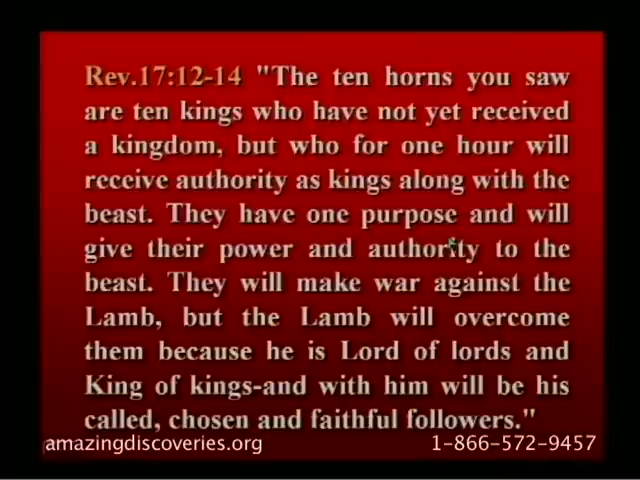 Rev.17:12-14 "The ten horns you saw
are ten kings who have not yet received
a kingdom, but who for one hour will
receive authority as kings along with the
beast. They have one purpose and will
give their power and authority to the
beast. They will make war against the
Lamb, but the Lamb will overcome
them because he is Lord of lords and
King of kings-and with him will be his
called, chosen and faithful followers."
amazingdiscoveries.org 1-866-572-9457